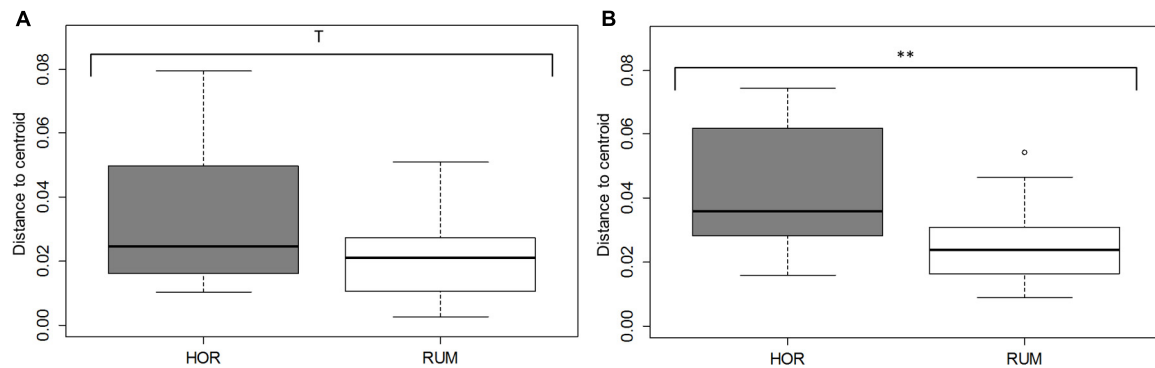 A
T
Distance to centroid
0.00 0.02 0.04 0.06 0.08
HOR RUM
B
**
Distance to centroid
0.00 0.02 0.04 0.06 0.08
HOR RUM